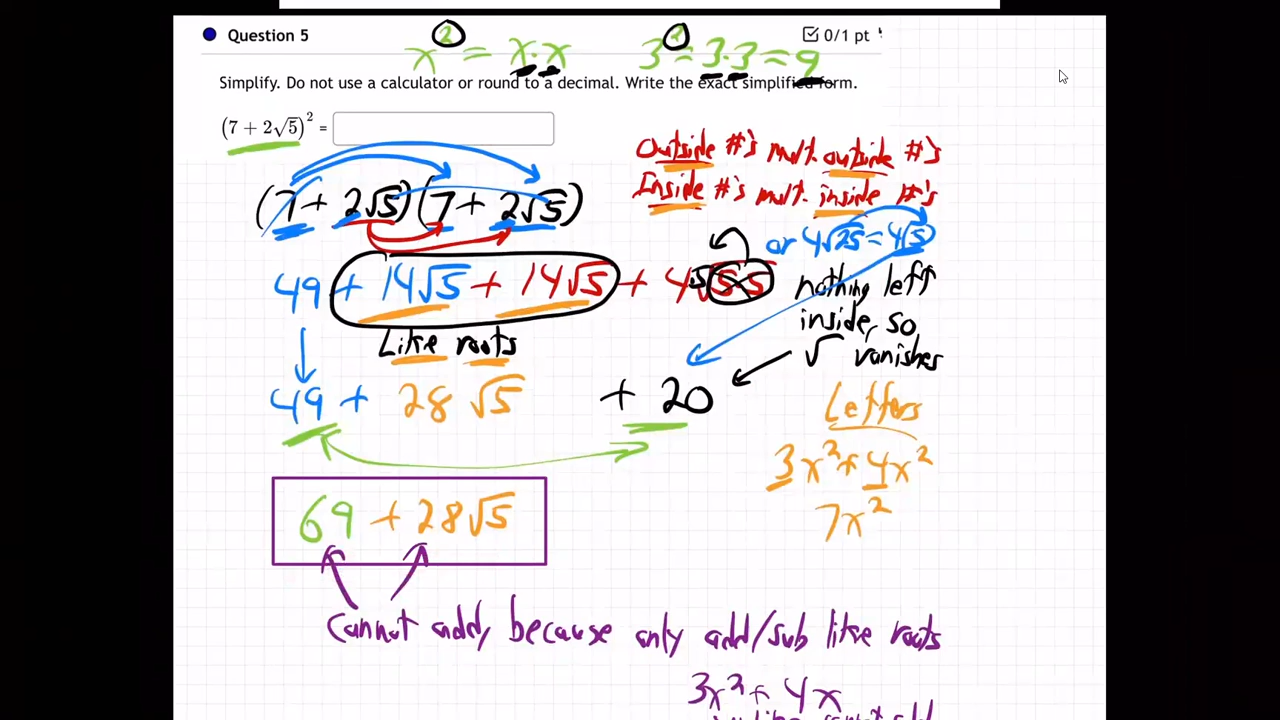 Question 5
0/1 pt
x² = x·x
3² = 3·3 = 9
Simplify. Do not use a calculator or round to a decimal. Write the exact simplified form.
(7 + 2√5)² =
Outside #'s mult. outside #'s
Inside #'s mult. inside #'s
(7 + 2√5)(7 + 2√5)
or 4√25 = 4(5)
49 + 14√5 + 14√5 + 4·5√5·5
nothing left
inside, so
√ vanishes
Like roots
49 + 28√5 + 20
Letters
3x² + 4x²
7x²
69 + 28√5
Cannot add, because only add/sub like roots
3x² + 4x